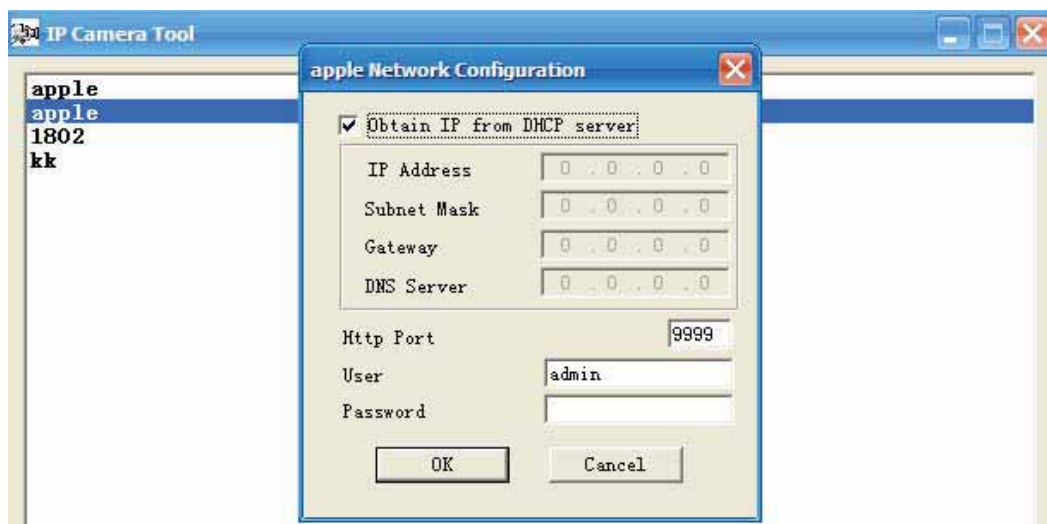 IP Camera Tool
apple
apple
1802
kk
apple Network Configuration
Obtain IP from DHCP server
IP Address 0 . 0 . 0 . 0
Subnet Mask 0 . 0 . 0 . 0
Gateway 0 . 0 . 0 . 0
DNS Server 0 . 0 . 0 . 0
Http Port 9999
User admin
Password
OK Cancel